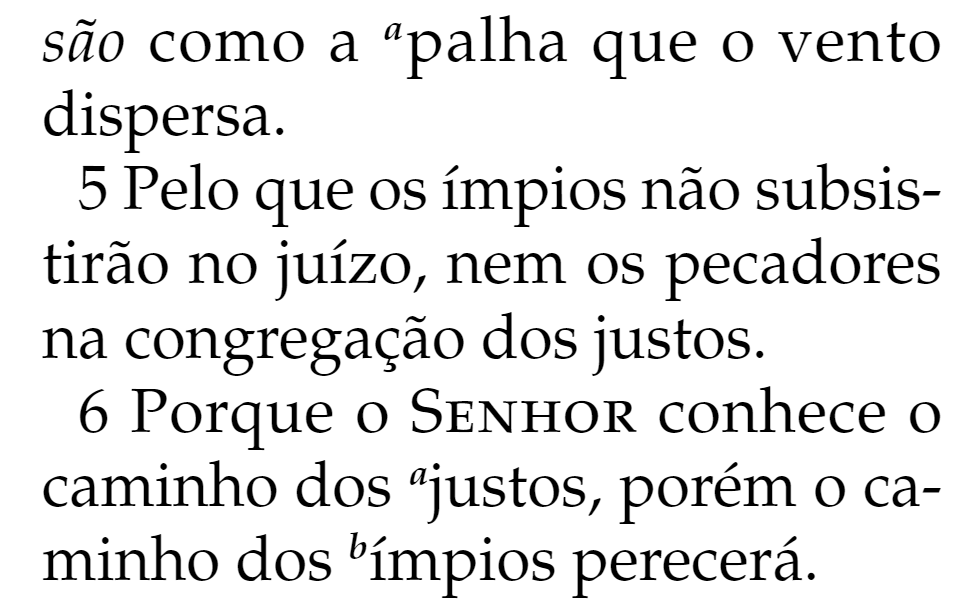 são como a apalha que o vento
dispersa.
5 Pelo que os ímpios não subsis-
tirão no juízo, nem os pecadores
na congregação dos justos.
6 Porque o SENHOR conhece o
caminho dos ajustos, porém o ca-
minho dos bímpios perecerá.